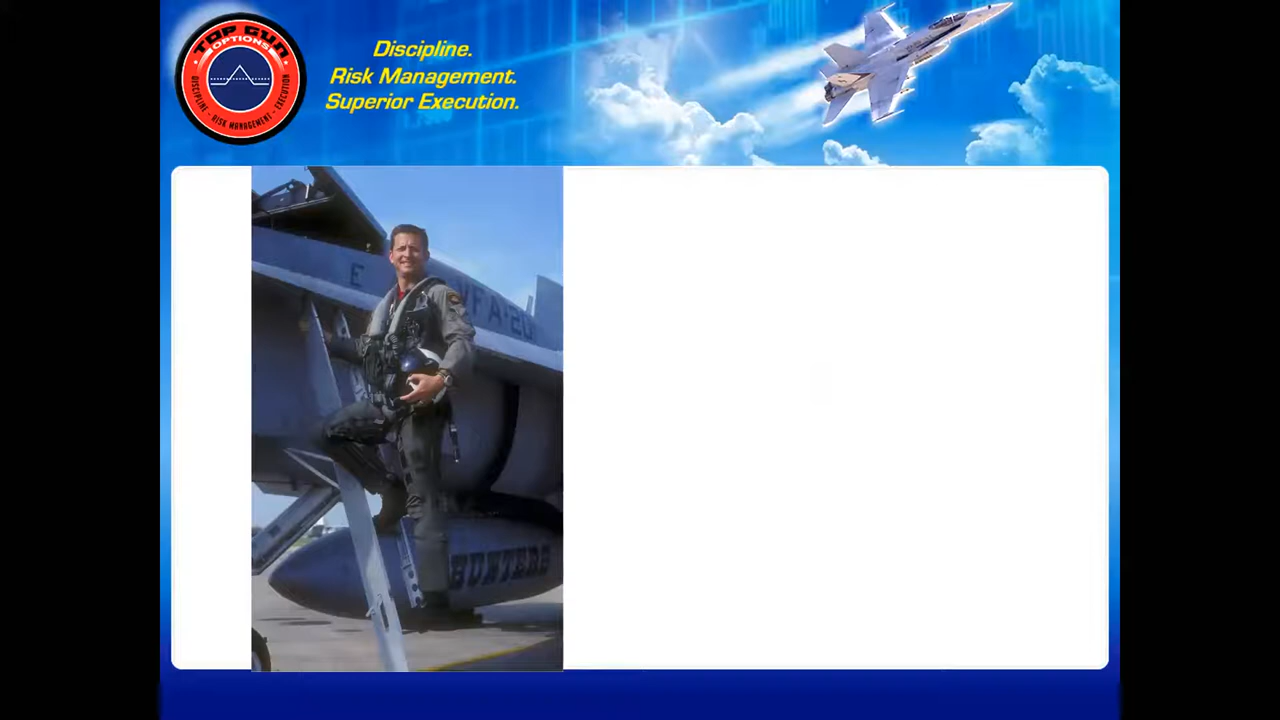 TOP GUN
OPTIONS
DISCIPLINE - RISK MANAGEMENT - EXECUTION
Discipline.
Risk Management.
Superior Execution.
E
VFA-20
HUNTERS